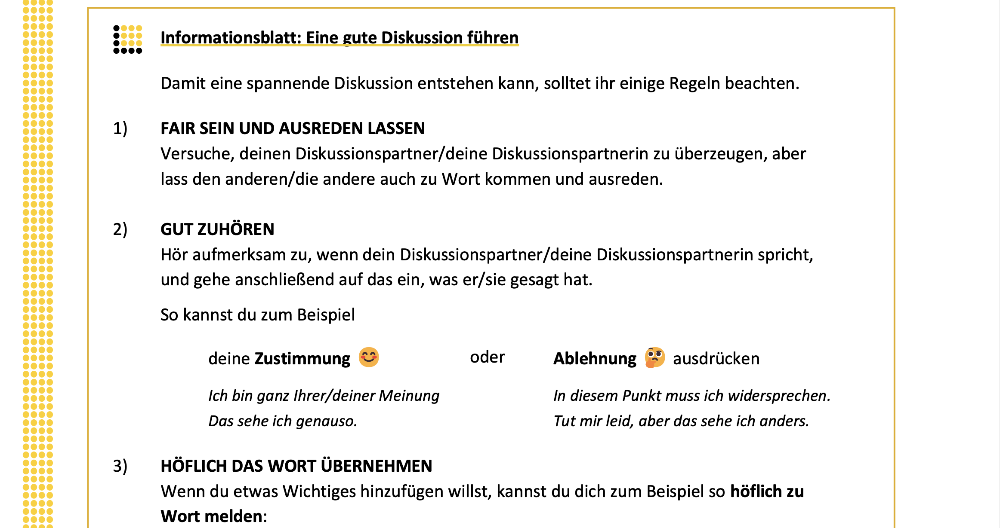 Informationsblatt: Eine gute Diskussion führen
Damit eine spannende Diskussion entstehen kann, solltet ihr einige Regeln beachten.
1) FAIR SEIN UND AUSREDEN LASSEN
Versuche, deinen Diskussionspartner/deine Diskussionspartnerin zu überzeugen, aber
lass den anderen/die andere auch zu Wort kommen und ausreden.
2) GUT ZUHÖREN
Hör aufmerksam zu, wenn dein Diskussionspartner/deine Diskussionspartnerin spricht,
und gehe anschließend auf das ein, was er/sie gesagt hat.
So kannst du zum Beispiel
deine Zustimmung 😊 oder Ablehnung 🤔 ausdrücken
Ich bin ganz Ihrer/deiner Meinung In diesem Punkt muss ich widersprechen.
Das sehe ich genauso. Tut mir leid, aber das sehe ich anders.
3) HÖFLICH DAS WORT ÜBERNEHMEN
Wenn du etwas Wichtiges hinzufügen willst, kannst du dich zum Beispiel so höflich zu
Wort melden: